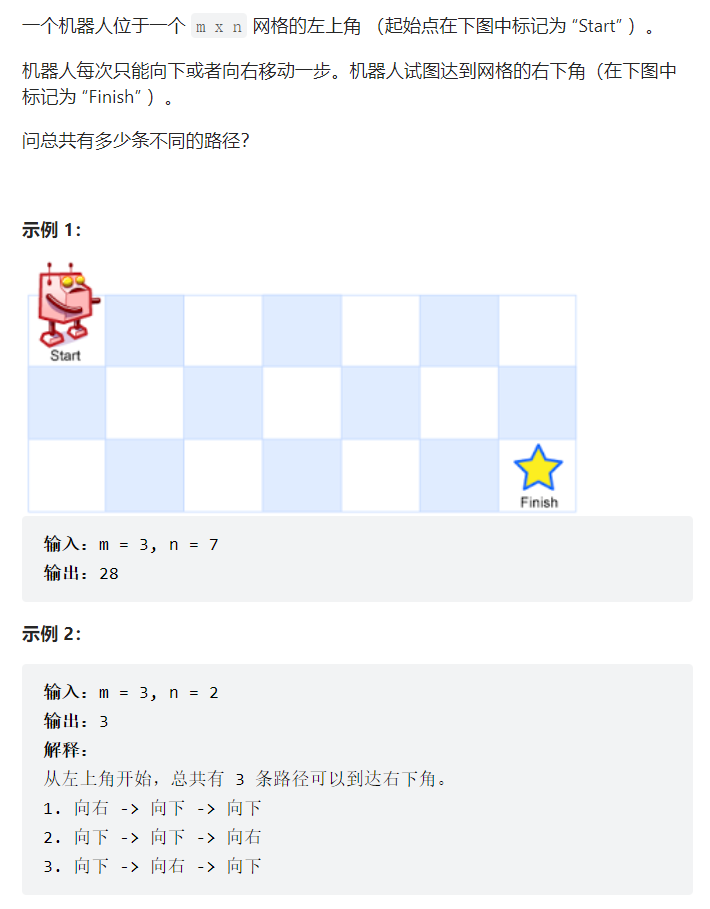 一个机器人位于一个 m x n 网格的左上角 （起始点在下图中标记为 “Start” ）。
机器人每次只能向下或者向右移动一步。机器人试图达到网格的右下角（在下图中
标记为 “Finish” ）。
问总共有多少条不同的路径？
示例 1：
Start
Finish
输入：m = 3, n = 7
输出：28
示例 2：
输入：m = 3, n = 2
输出：3
解释：
从左上角开始，总共有 3 条路径可以到达右下角。
1. 向右 -> 向下 -> 向下
2. 向下 -> 向下 -> 向右
3. 向下 -> 向右 -> 向下